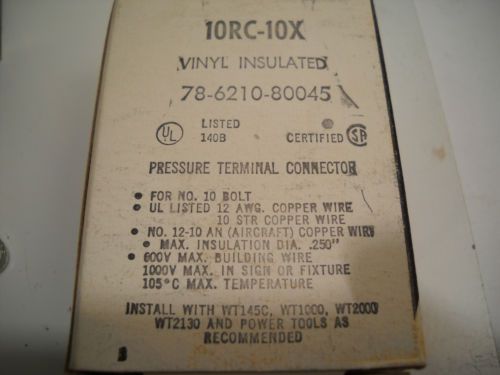 10RC-10X
VINYL INSULATED
78-6210-80045
UL LISTED 140B CERTIFIED SA
PRESSURE TERMINAL CONNECTOR
• FOR NO. 10 BOLT
• UL LISTED 12 AWG. COPPER WIRE
10 STR COPPER WIRE
• NO. 12-10 AN (AIRCRAFT) COPPER WIRE
• MAX. INSULATION DIA. .250"
• 600V MAX. BUILDING WIRE
1000V MAX. IN SIGN OR FIXTURE
105°C MAX. TEMPERATURE
INSTALL WITH WT145C, WT1000, WT2000
WT2130 AND POWER TOOLS AS
RECOMMENDED